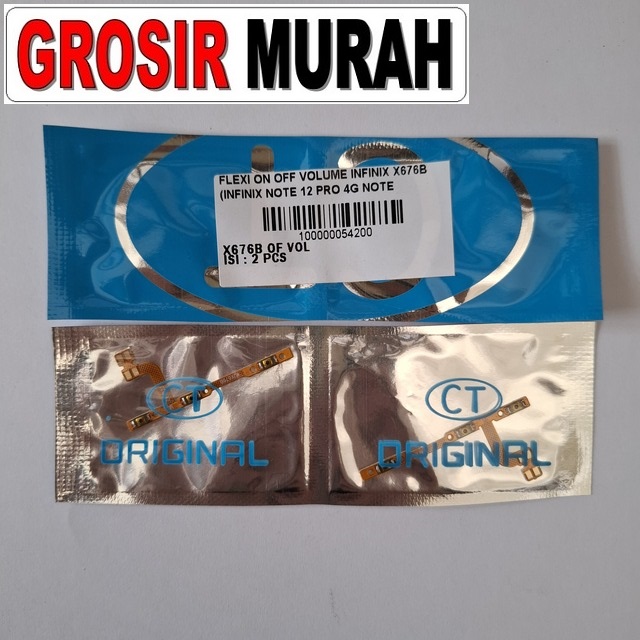 GROSIR MURAH
FLEXI ON OFF VOLUME INFINIX X676B
(INFINIX NOTE 12 PRO 4G NOTE
100000054200
X676B OF VOL
ISI : 2 PCS
CT
ORIGINAL
CT
ORIGINAL